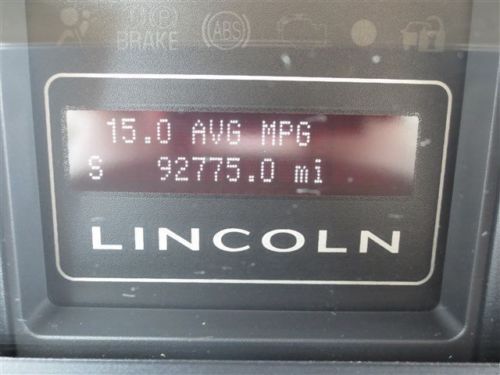 (B)
BRAKE
(ABS)
15.0 AVG MPG
S 92775.0 mi
LINCOLN